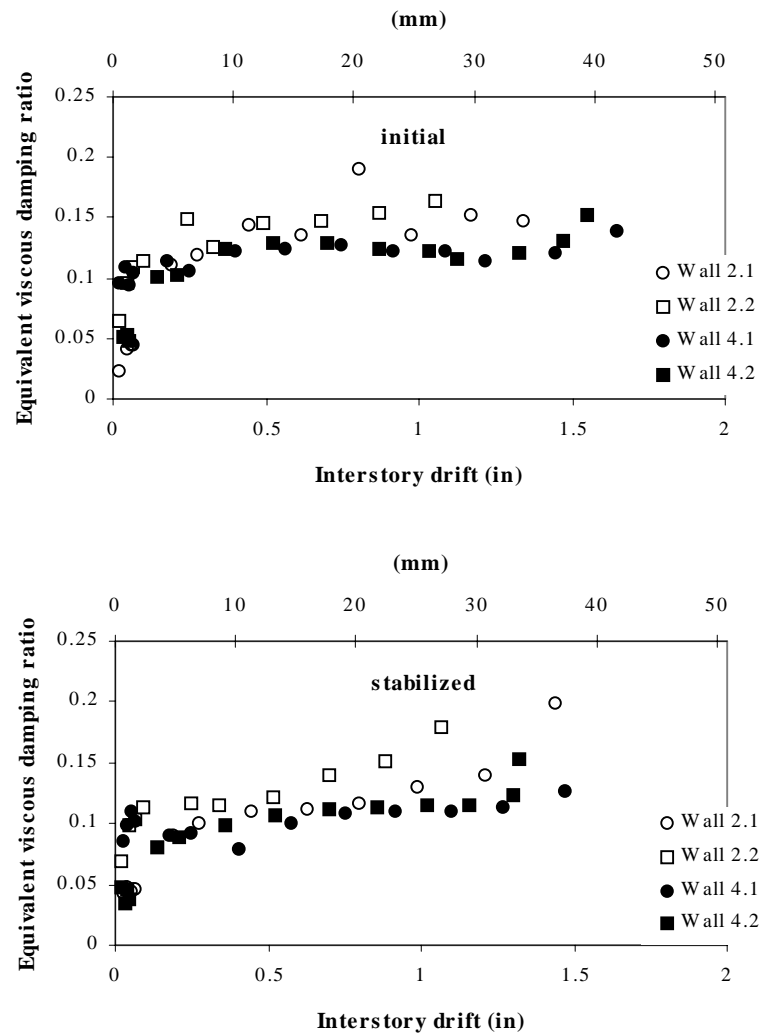 (mm)
0 10 20 30 40 50
Equivalent viscous damping ratio
0.25
0.2
0.15
0.1
0.05
0
initial
Wall 2.1
Wall 2.2
Wall 4.1
Wall 4.2
0 0.5 1 1.5 2
Interstory drift (in)
(mm)
0 10 20 30 40 50
Equivalent viscous damping ratio
0.25
0.2
0.15
0.1
0.05
0
stabilized
Wall 2.1
Wall 2.2
Wall 4.1
Wall 4.2
0 0.5 1 1.5 2
Interstory drift (in)